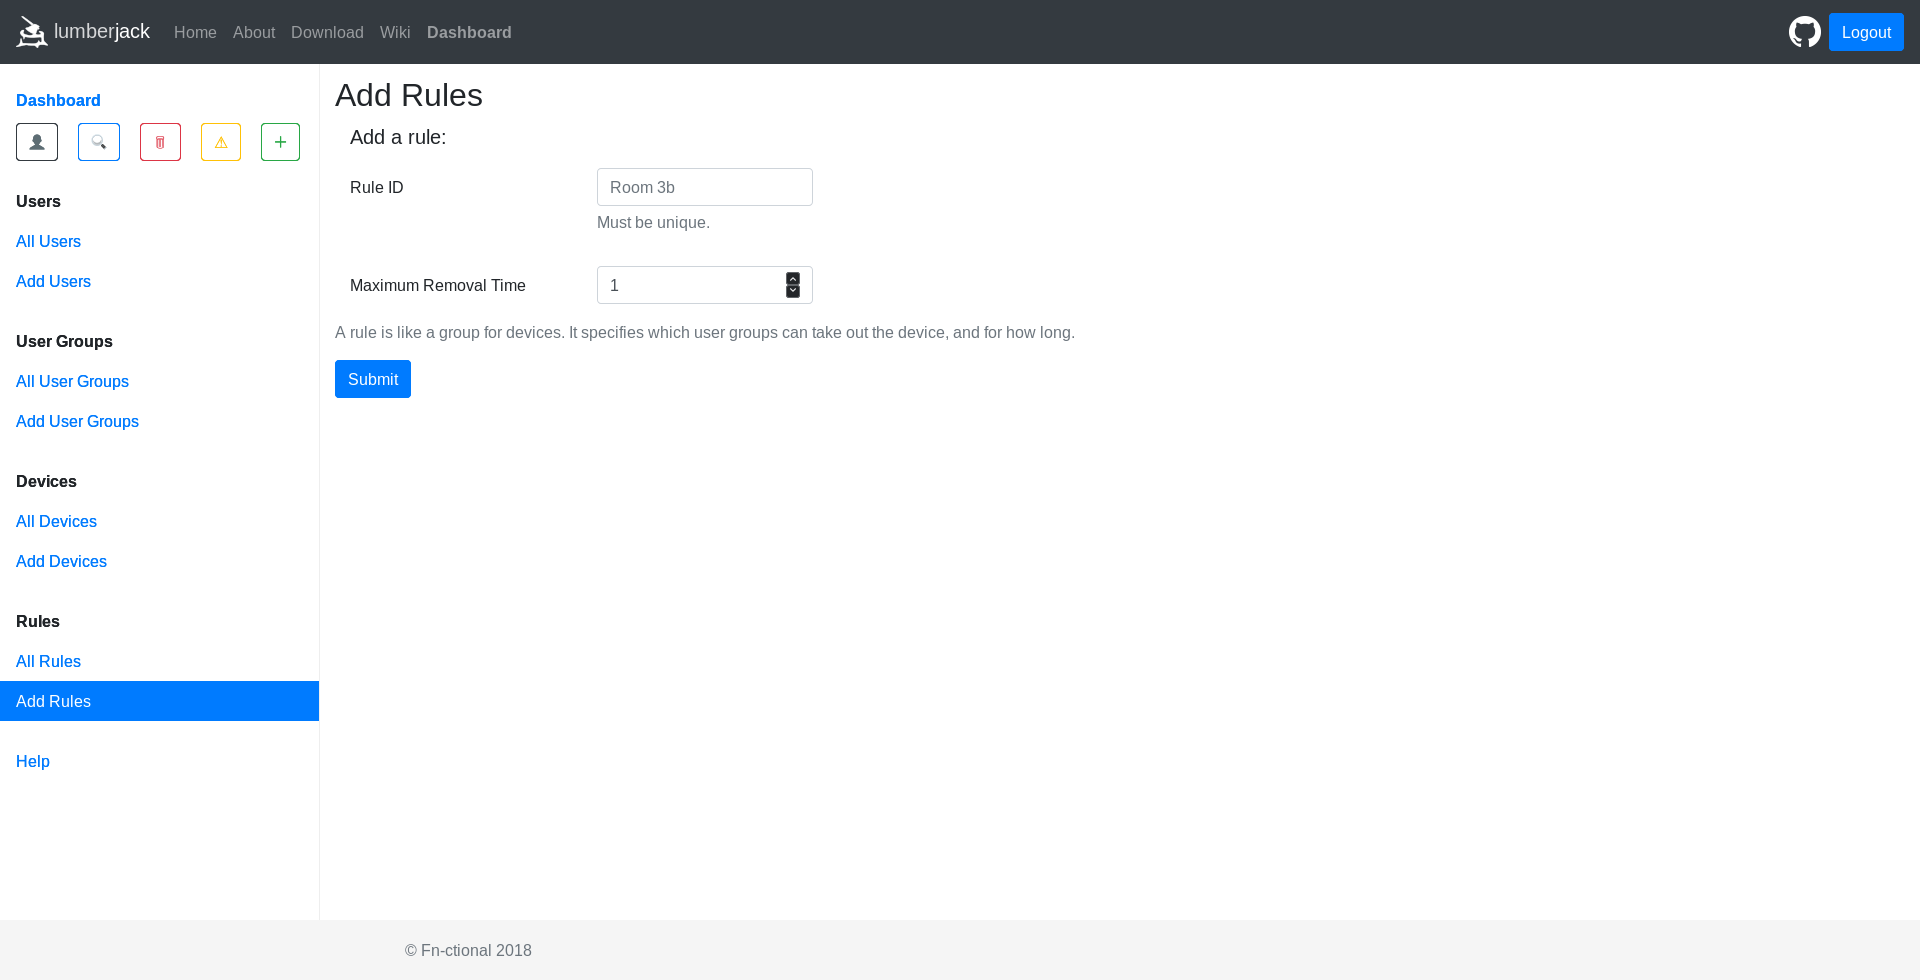 lumberjack Home About Download Wiki Dashboard Logout
Dashboard
Users
All Users
Add Users
User Groups
All User Groups
Add User Groups
Devices
All Devices
Add Devices
Rules
All Rules
Add Rules
Help
Add Rules
Add a rule:
Rule ID Room 3b
Must be unique.
Maximum Removal Time 1
A rule is like a group for devices. It specifies which user groups can take out the device, and for how long.
Submit
© Fn-ctional 2018